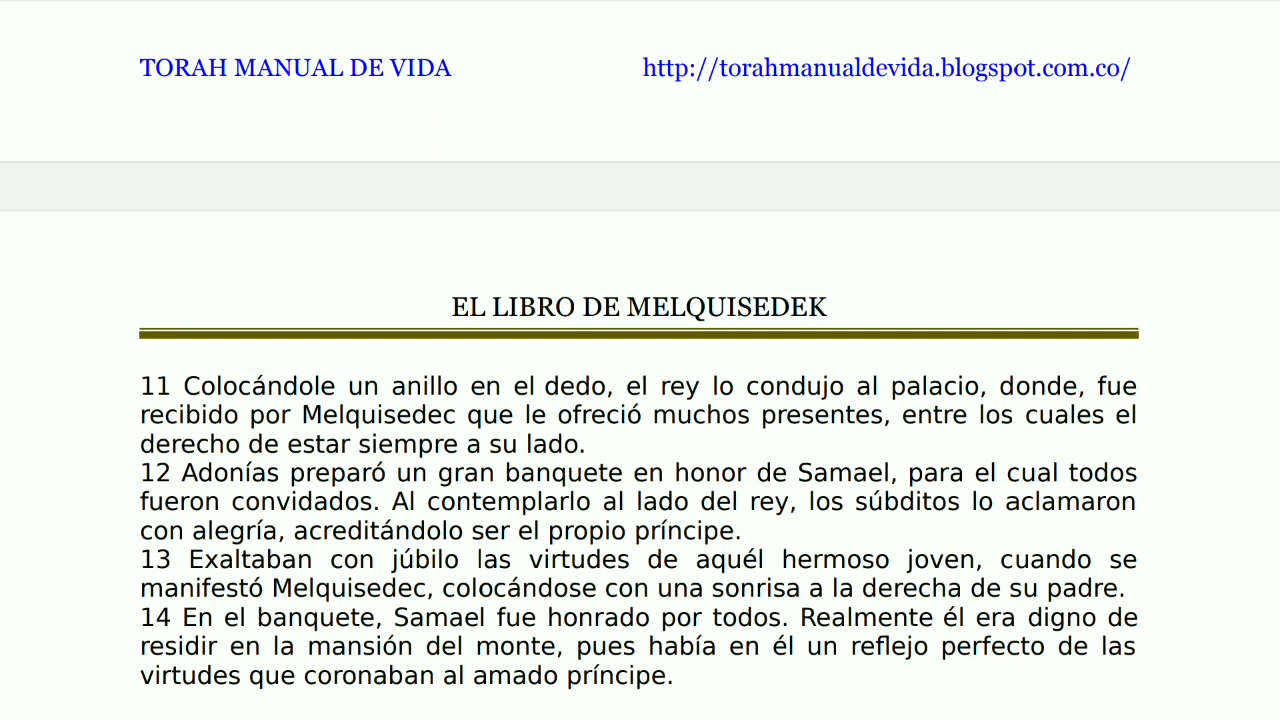 TORAH MANUAL DE VIDA http://torahmanualdevida.blogspot.com.co/
EL LIBRO DE MELQUISEDEK
11 Colocándole un anillo en el dedo, el rey lo condujo al palacio, donde, fue
recibido por Melquisedec que le ofreció muchos presentes, entre los cuales el
derecho de estar siempre a su lado.
12 Adonías preparó un gran banquete en honor de Samael, para el cual todos
fueron convidados. Al contemplarlo al lado del rey, los súbditos lo aclamaron
con alegría, acreditándolo ser el propio príncipe.
13 Exaltaban con júbilo las virtudes de aquél hermoso joven, cuando se
manifestó Melquisedec, colocándose con una sonrisa a la derecha de su padre.
14 En el banquete, Samael fue honrado por todos. Realmente él era digno de
residir en la mansión del monte, pues había en él un reflejo perfecto de las
virtudes que coronaban al amado príncipe.